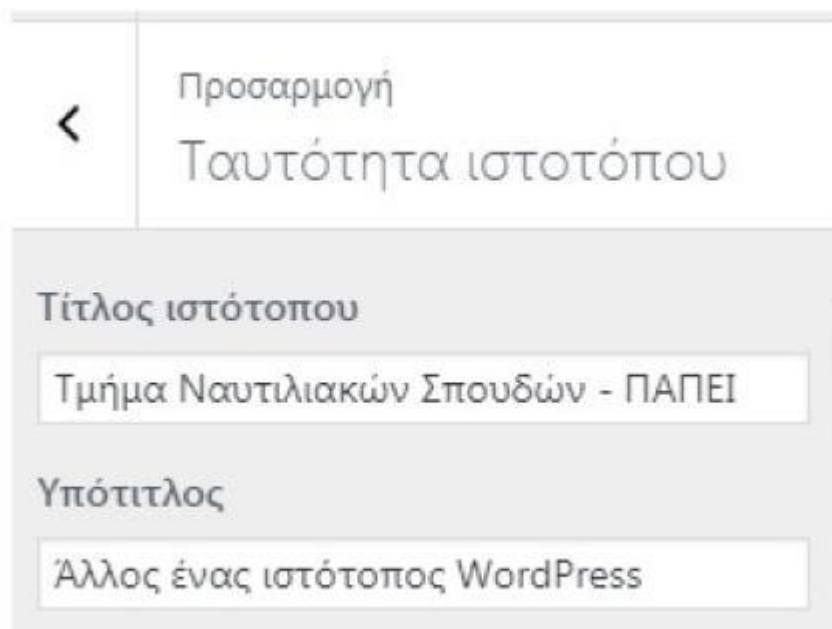 Προσαρμογή
Ταυτότητα ιστοτόπου
Τίτλος ιστότοπου
Τμήμα Ναυτιλιακών Σπουδών - ΠΑΠΕΙ
Υπότιτλος
Άλλος ένας ιστότοπος WordPress